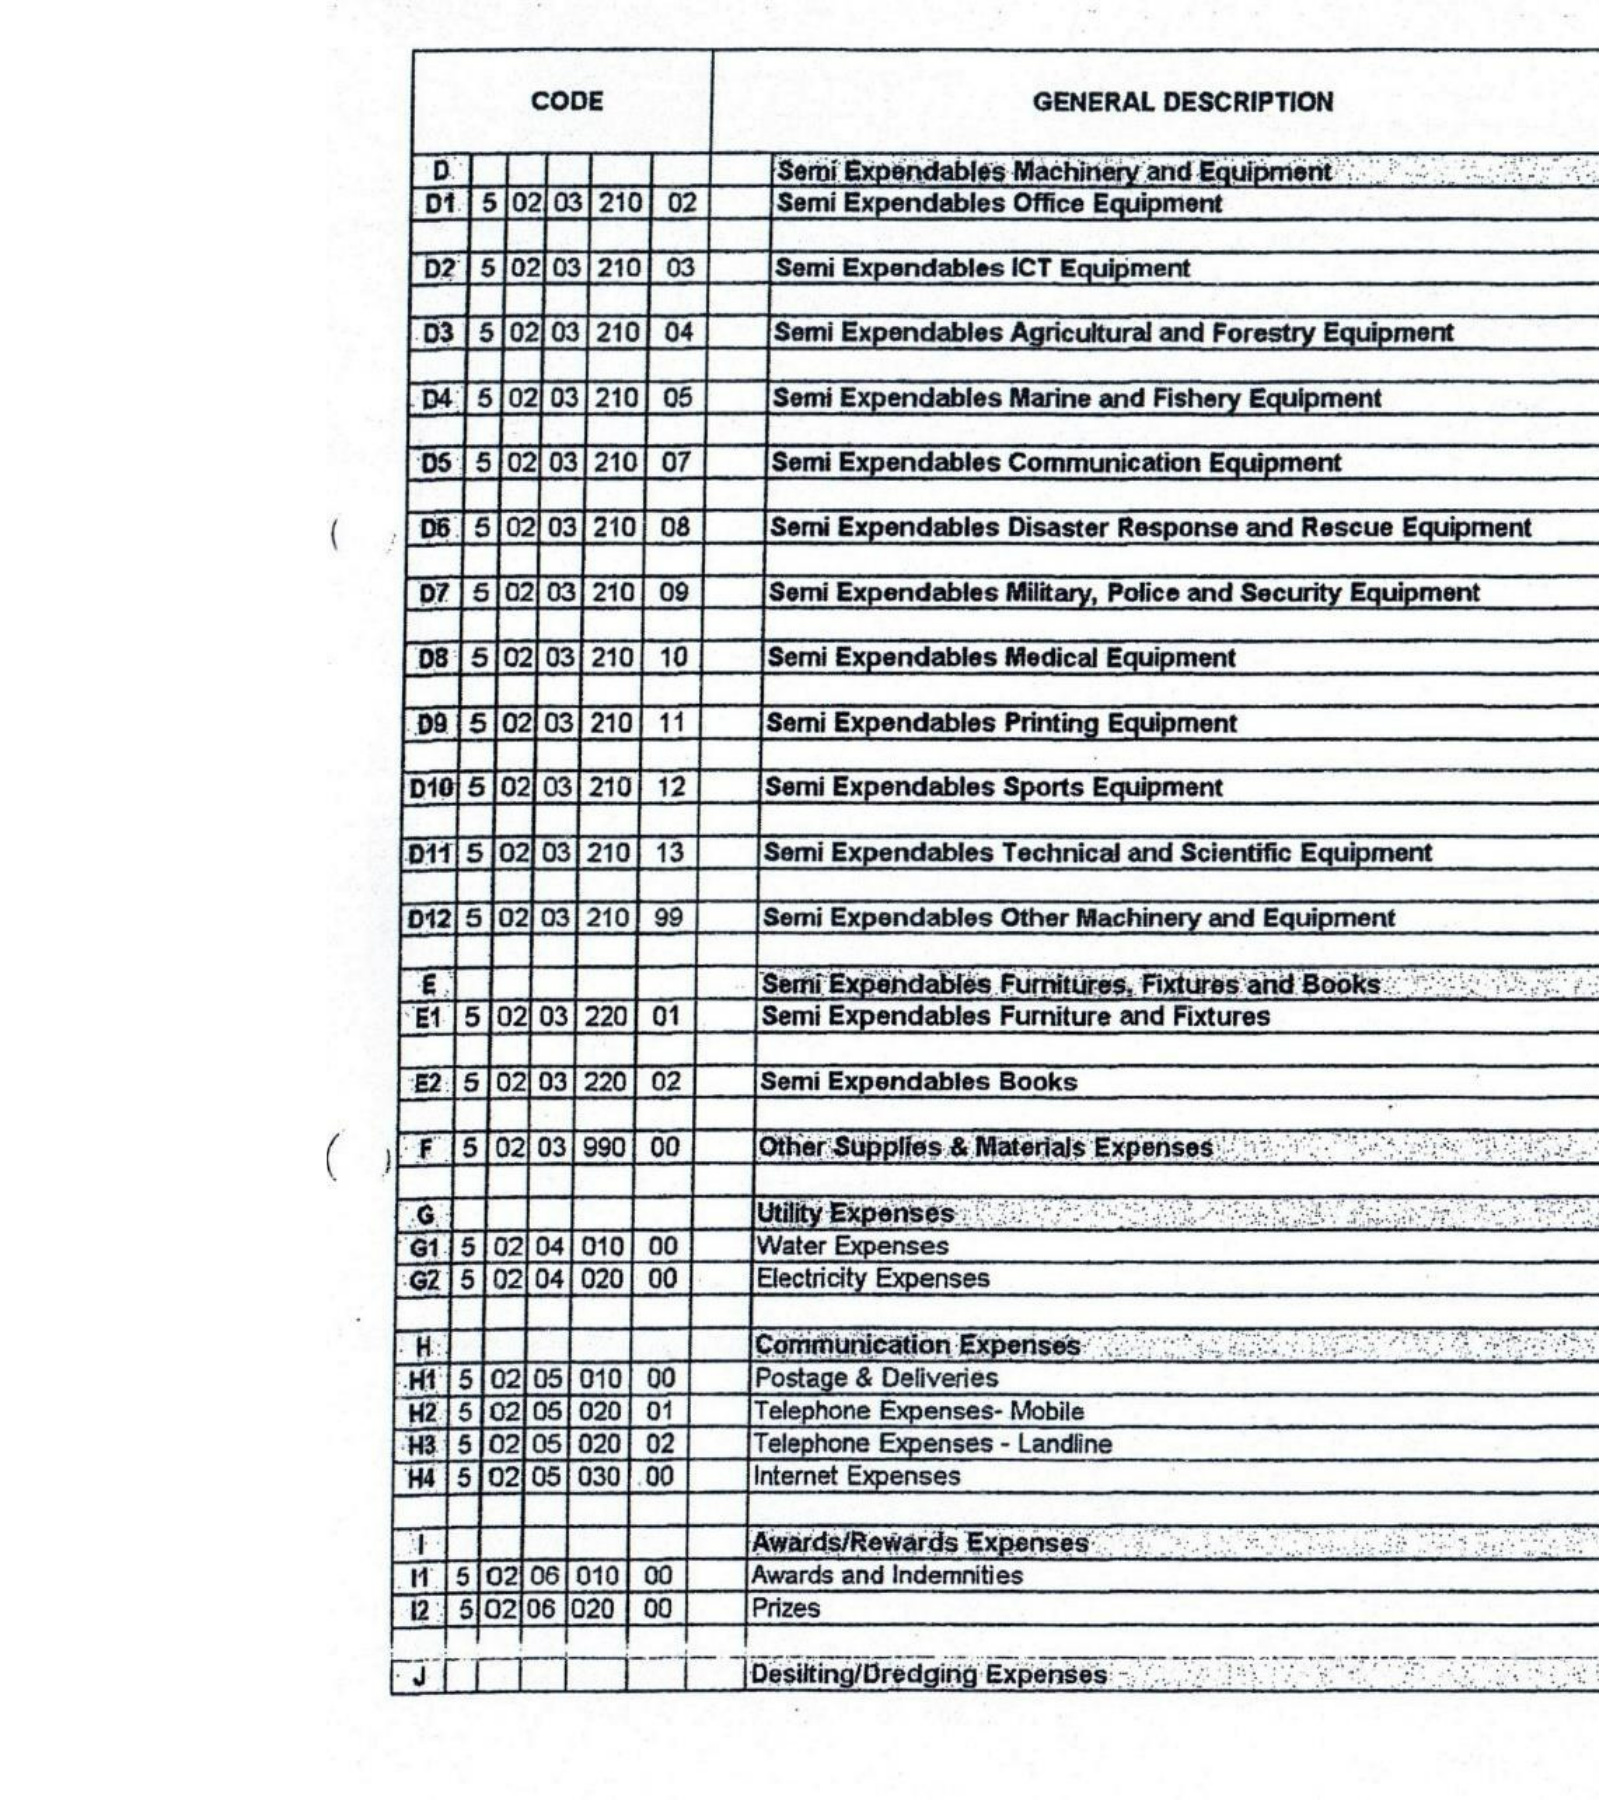 CODE GENERAL DESCRIPTION
D Semi Expendables Machinery and Equipment
D1 5 02 03 210 02 Semi Expendables Office Equipment
D2 5 02 03 210 03 Semi Expendables ICT Equipment
D3 5 02 03 210 04 Semi Expendables Agricultural and Forestry Equipment
D4 5 02 03 210 05 Semi Expendables Marine and Fishery Equipment
D5 5 02 03 210 07 Semi Expendables Communication Equipment
D6 5 02 03 210 08 Semi Expendables Disaster Response and Rescue Equipment
D7 5 02 03 210 09 Semi Expendables Military, Police and Security Equipment
D8 5 02 03 210 10 Semi Expendables Medical Equipment
D9 5 02 03 210 11 Semi Expendables Printing Equipment
D10 5 02 03 210 12 Semi Expendables Sports Equipment
D11 5 02 03 210 13 Semi Expendables Technical and Scientific Equipment
D12 5 02 03 210 99 Semi Expendables Other Machinery and Equipment
E Semi Expendables Furnitures, Fixtures and Books
E1 5 02 03 220 01 Semi Expendables Furniture and Fixtures
E2 5 02 03 220 02 Semi Expendables Books
F 5 02 03 990 00 Other Supplies & Materials Expenses
G Utility Expenses
G1 5 02 04 010 00 Water Expenses
G2 5 02 04 020 00 Electricity Expenses
H Communication Expenses
H1 5 02 05 010 00 Postage & Deliveries
H2 5 02 05 020 01 Telephone Expenses- Mobile
H3 5 02 05 020 02 Telephone Expenses - Landline
H4 5 02 05 030 00 Internet Expenses
I Awards/Rewards Expenses
I1 5 02 06 010 00 Awards and Indemnities
I2 5 02 06 020 00 Prizes
J Desilting/Dredging Expenses